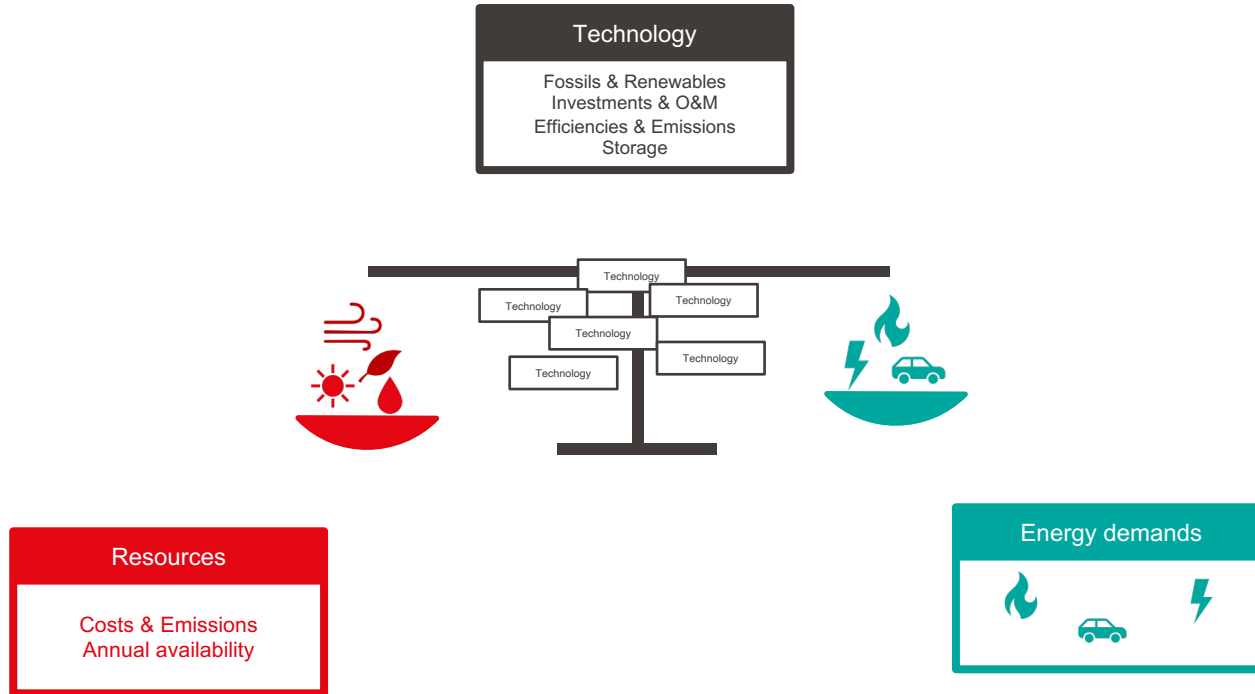 Technology
Fossils & Renewables
Investments & O&M
Efficiencies & Emissions
Storage
Technology
Technology
Technology
Technology
Technology
Technology
Resources
Costs & Emissions
Annual availability
Energy demands